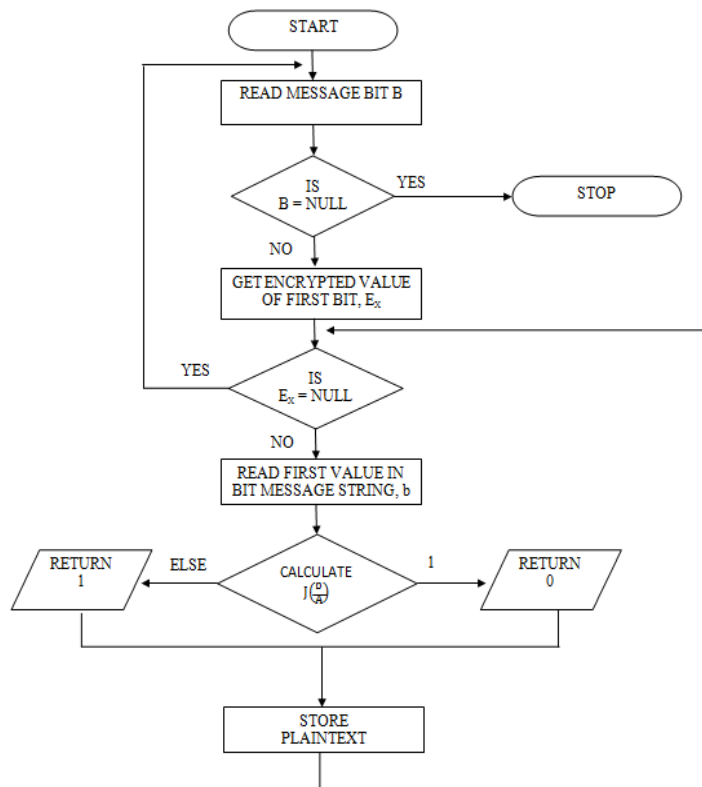 START
READ MESSAGE BIT B
IS
B = NULL
YES
STOP
NO
GET ENCRYPTED VALUE
OF FIRST BIT, Eₓ
YES
IS
Eₓ = NULL
NO
READ FIRST VALUE IN
BIT MESSAGE STRING, b
RETURN
1
ELSE
CALCULATE
1
RETURN
0
STORE
PLAINTEXT